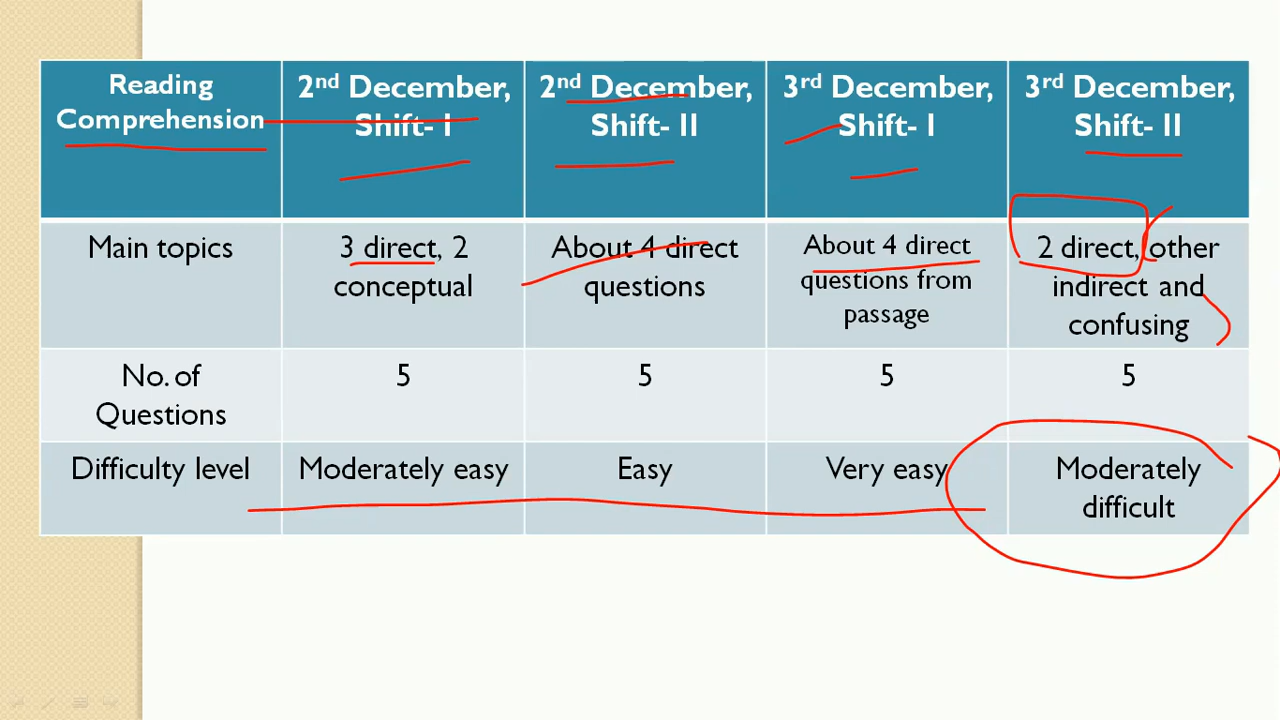 Reading
Comprehension
2nd December,
Shift- I
2nd December,
Shift- II
3rd December,
Shift- I
3rd December,
Shift- II
Main topics
3 direct, 2
conceptual
About 4 direct
questions
About 4 direct
questions from
passage
2 direct, other
indirect and
confusing
No. of
Questions
5
5
5
5
Difficulty level
Moderately easy
Easy
Very easy
Moderately
difficult